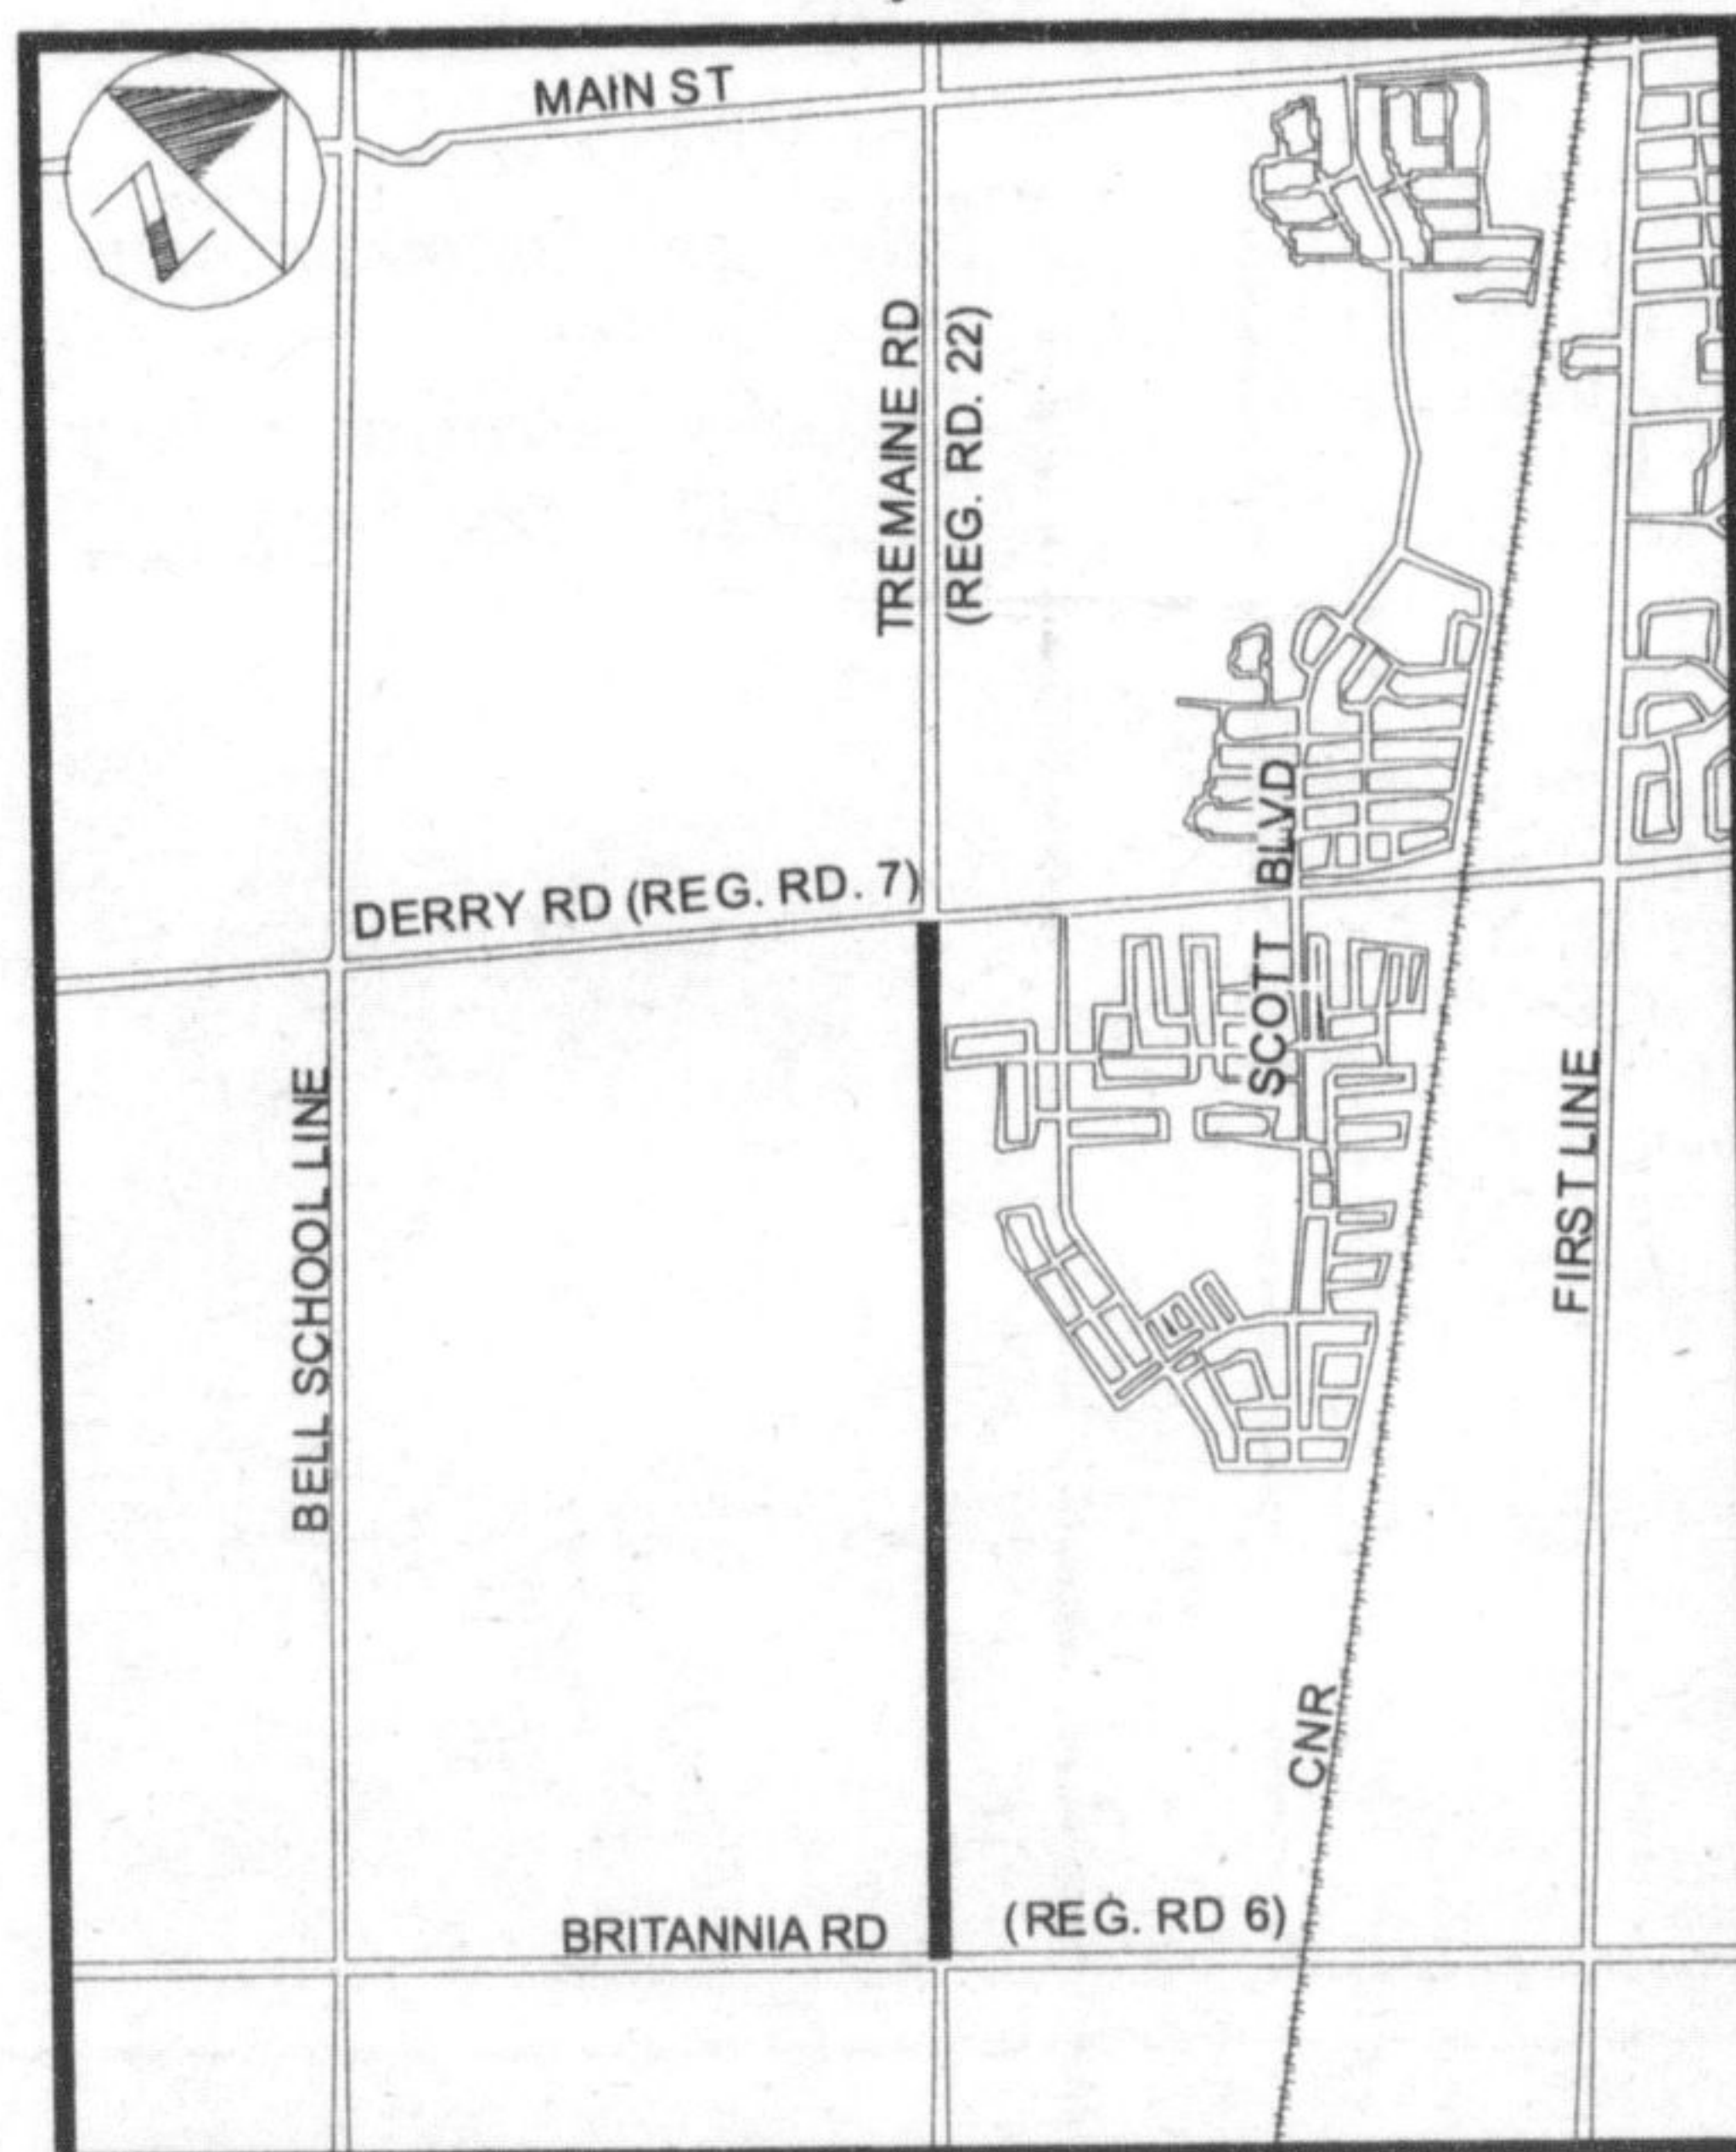 MAIN ST
TREMAINE RD
(REG. RD. 22)
SCOTT BLVD
DERRY RD (REG. RD. 7)
BELL SCHOOL LINE
FIRST LINE
CNR
BRITANNIA RD (REG. RD 6)